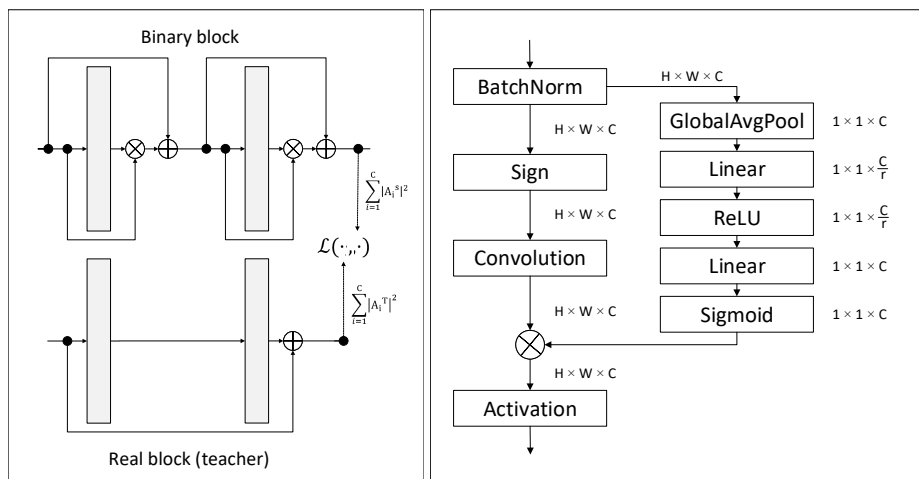 Binary block
∑_{i=1}^{C} |A_i^s|²
ℒ(·,·)
∑_{i=1}^{C} |A_i^T|²
Real block (teacher)
BatchNorm
H × W × C
H × W × C
GlobalAvgPool
1 × 1 × C
Sign
Linear
1 × 1 × C/r
H × W × C
ReLU
1 × 1 × C/r
Convolution
Linear
1 × 1 × C
H × W × C
Sigmoid
1 × 1 × C
H × W × C
Activation